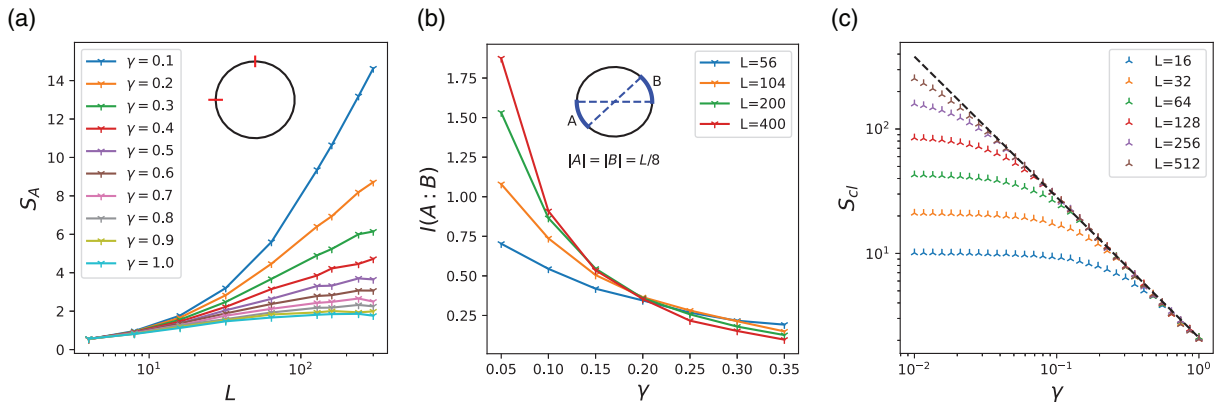 (a)
14
12
10
8
6
4
2
0
S_A
10^1
10^2
L
γ = 0.1
γ = 0.2
γ = 0.3
γ = 0.4
γ = 0.5
γ = 0.6
γ = 0.7
γ = 0.8
γ = 0.9
γ = 1.0
(b)
1.75
1.50
1.25
1.00
0.75
0.50
0.25
I(A : B)
0.05 0.10 0.15 0.20 0.25 0.30 0.35
γ
A
B
|A| = |B| = L/8
L=56
L=104
L=200
L=400
(c)
10^2
10^1
S_cl
10^−2 10^−1 10^0
γ
L=16
L=32
L=64
L=128
L=256
L=512